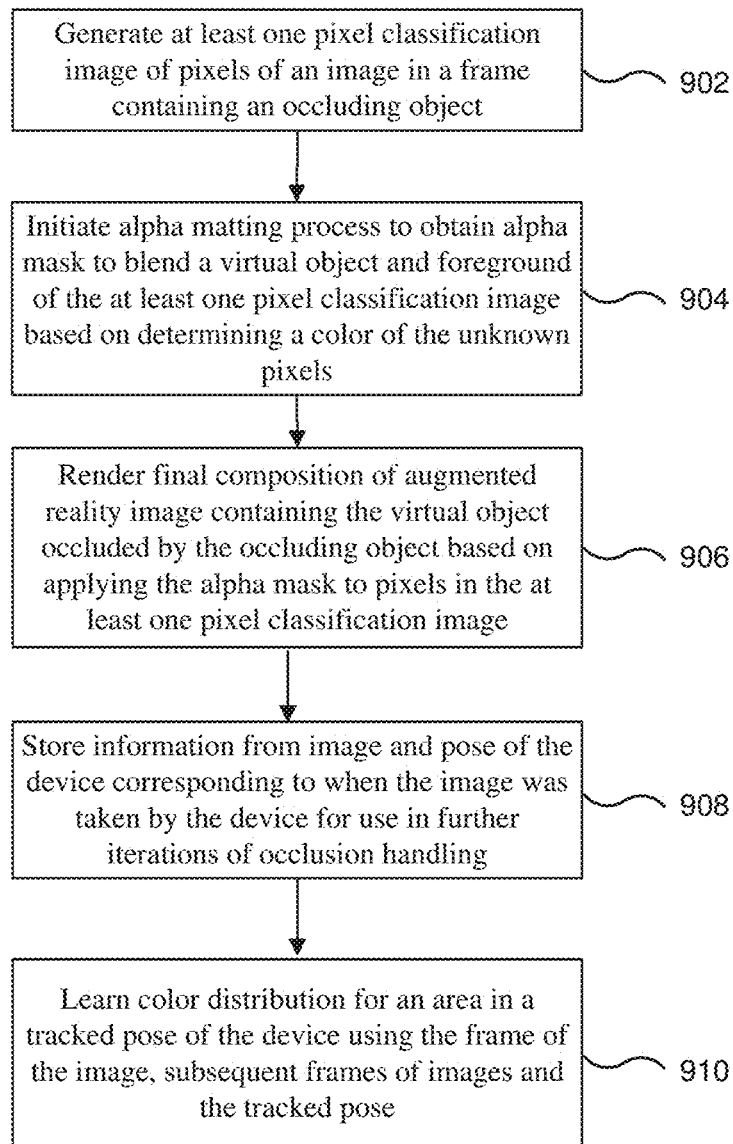 Generate at least one pixel classification
image of pixels of an image in a frame
containing an occluding object
902
Initiate alpha matting process to obtain alpha
mask to blend a virtual object and foreground
of the at least one pixel classification image
based on determining a color of the unknown
pixels
904
Render final composition of augmented
reality image containing the virtual object
occluded by the occluding object based on
applying the alpha mask to pixels in the at
least one pixel classification image
906
Store information from image and pose of the
device corresponding to when the image was
taken by the device for use in further
iterations of occlusion handling
908
Learn color distribution for an area in a
tracked pose of the device using the frame of
the image, subsequent frames of images and
the tracked pose
910